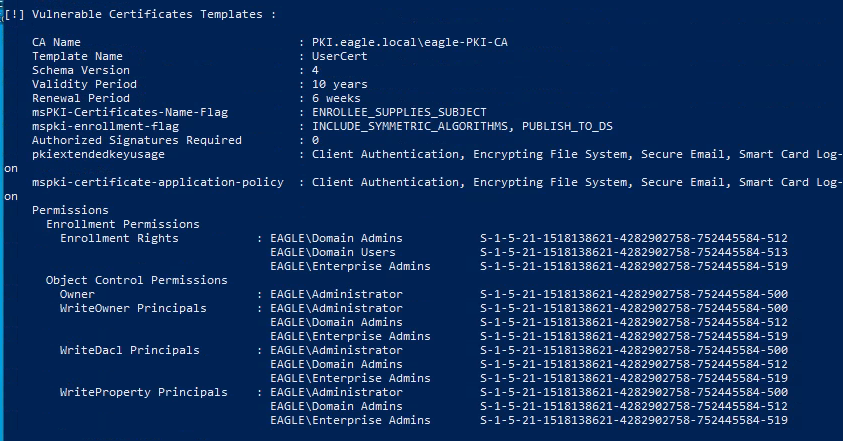 [!] Vulnerable Certificates Templates :
CA Name : PKI.eagle.local\eagle-PKI-CA
Template Name : UserCert
Schema Version : 4
Validity Period : 10 years
Renewal Period : 6 weeks
msPKI-Certificates-Name-Flag : ENROLLEE_SUPPLIES_SUBJECT
mspki-enrollment-flag : INCLUDE_SYMMETRIC_ALGORITHMS, PUBLISH_TO_DS
Authorized Signatures Required : 0
pkiextendedkeyusage : Client Authentication, Encrypting File System, Secure Email, Smart Card Log-
on
mspki-certificate-application-policy : Client Authentication, Encrypting File System, Secure Email, Smart Card Log-
on
Permissions
Enrollment Permissions
Enrollment Rights : EAGLE\Domain Admins S-1-5-21-1518138621-4282902758-752445584-512
EAGLE\Domain Users S-1-5-21-1518138621-4282902758-752445584-513
EAGLE\Enterprise Admins S-1-5-21-1518138621-4282902758-752445584-519
Object Control Permissions
Owner : EAGLE\Administrator S-1-5-21-1518138621-4282902758-752445584-500
WriteOwner Principals : EAGLE\Administrator S-1-5-21-1518138621-4282902758-752445584-500
EAGLE\Domain Admins S-1-5-21-1518138621-4282902758-752445584-512
EAGLE\Enterprise Admins S-1-5-21-1518138621-4282902758-752445584-519
WriteDacl Principals : EAGLE\Administrator S-1-5-21-1518138621-4282902758-752445584-500
EAGLE\Domain Admins S-1-5-21-1518138621-4282902758-752445584-512
EAGLE\Enterprise Admins S-1-5-21-1518138621-4282902758-752445584-519
WriteProperty Principals : EAGLE\Administrator S-1-5-21-1518138621-4282902758-752445584-500
EAGLE\Domain Admins S-1-5-21-1518138621-4282902758-752445584-512
EAGLE\Enterprise Admins S-1-5-21-1518138621-4282902758-752445584-519